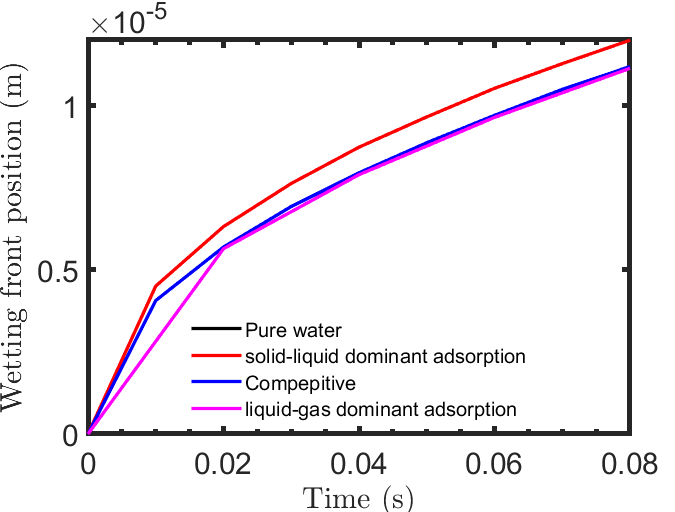 ×10⁻⁵
Wetting front position (m)
1
0.5
0
Pure water
solid-liquid dominant adsorption
Compepitive
liquid-gas dominant adsorption
0 0.02 0.04 0.06 0.08
Time (s)